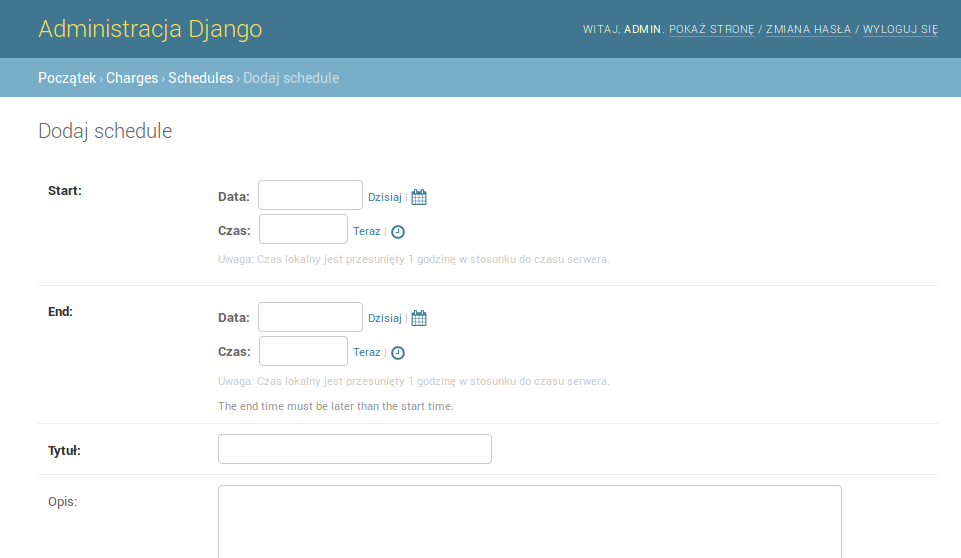 Administracja Django
WITAJ, ADMIN. POKAŻ STRONĘ / ZMIANA HASŁA / WYLOGUJ SIĘ
Początek › Charges › Schedules › Dodaj schedule
Dodaj schedule
Start:
Data: Dzisiaj |
Czas: Teraz |
Uwaga: Czas lokalny jest przesunięty 1 godzinę w stosunku do czasu serwera.
End:
Data: Dzisiaj |
Czas: Teraz |
Uwaga: Czas lokalny jest przesunięty 1 godzinę w stosunku do czasu serwera.
The end time must be later than the start time.
Tytuł:
Opis: